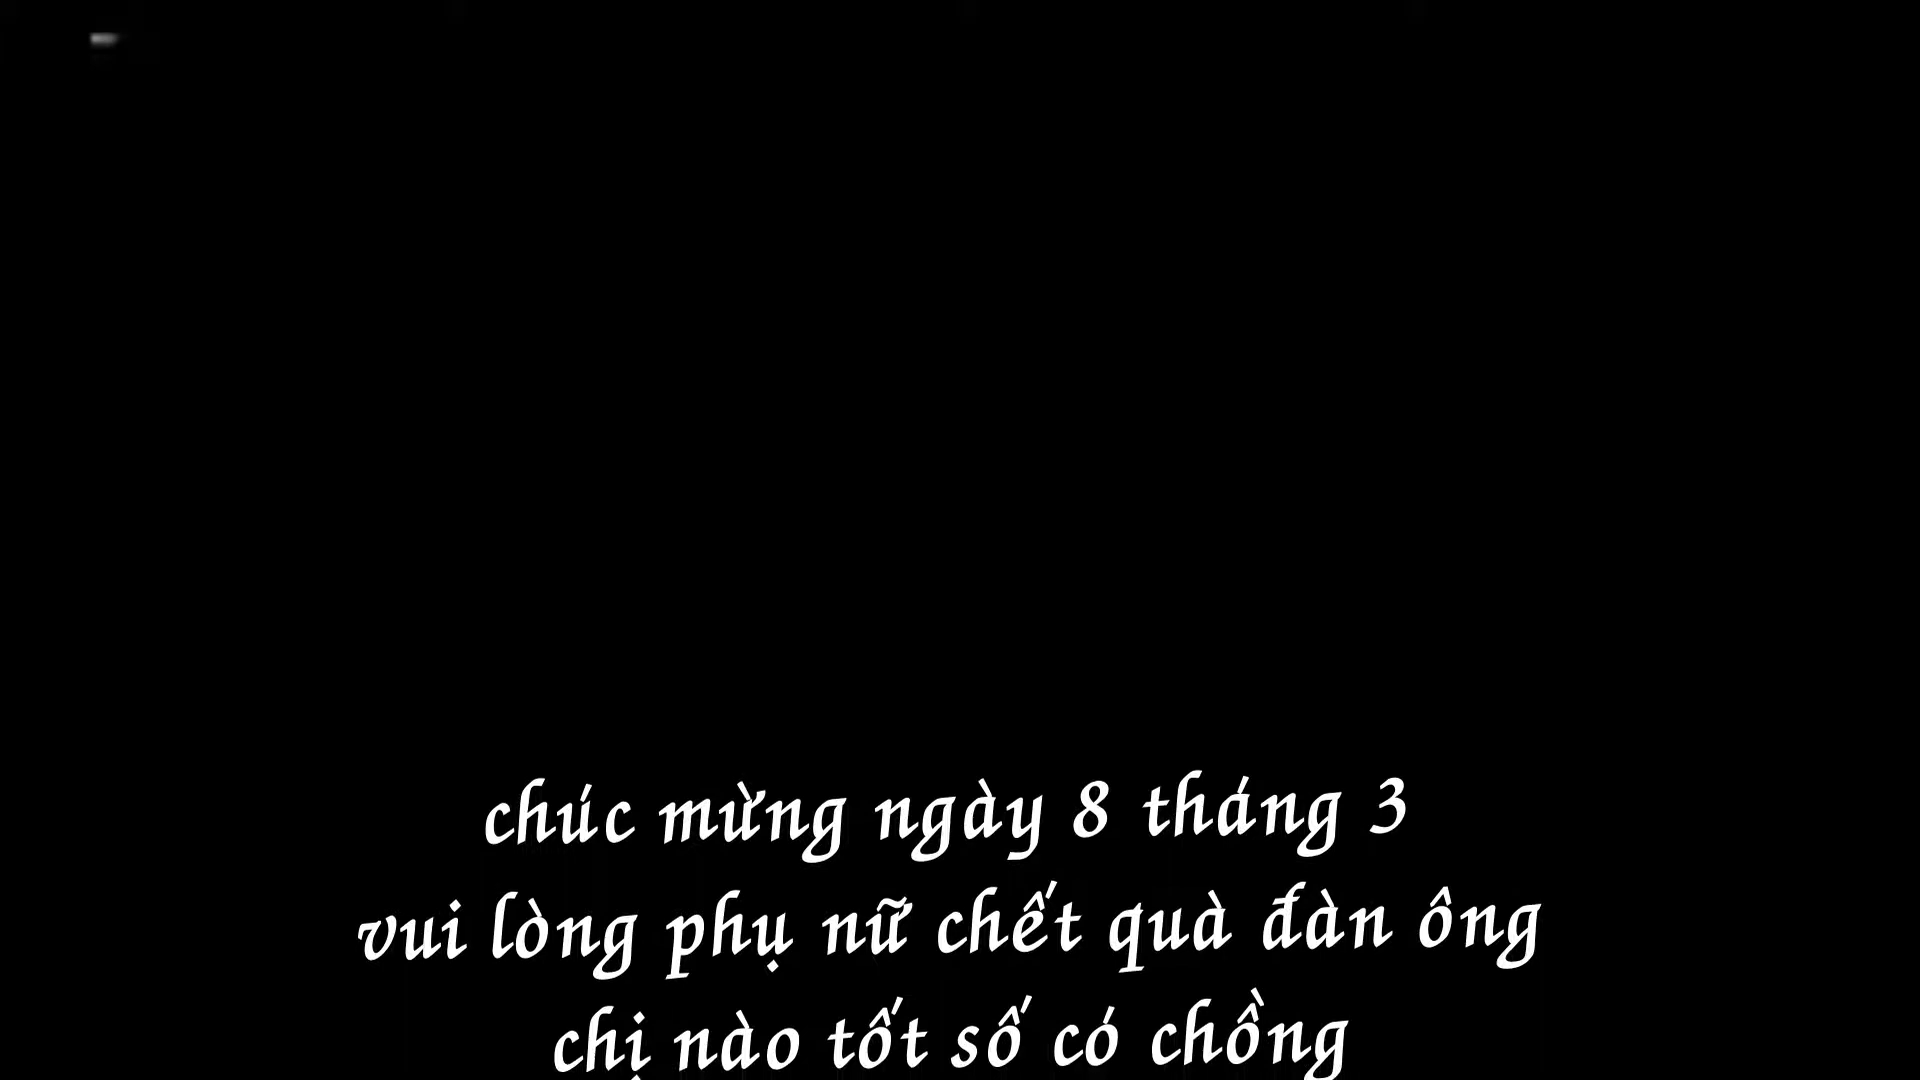 chúc mừng ngày 8 tháng 3
vui lòng phụ nữ chết quà đàn ông
chị nào tốt số có chồng